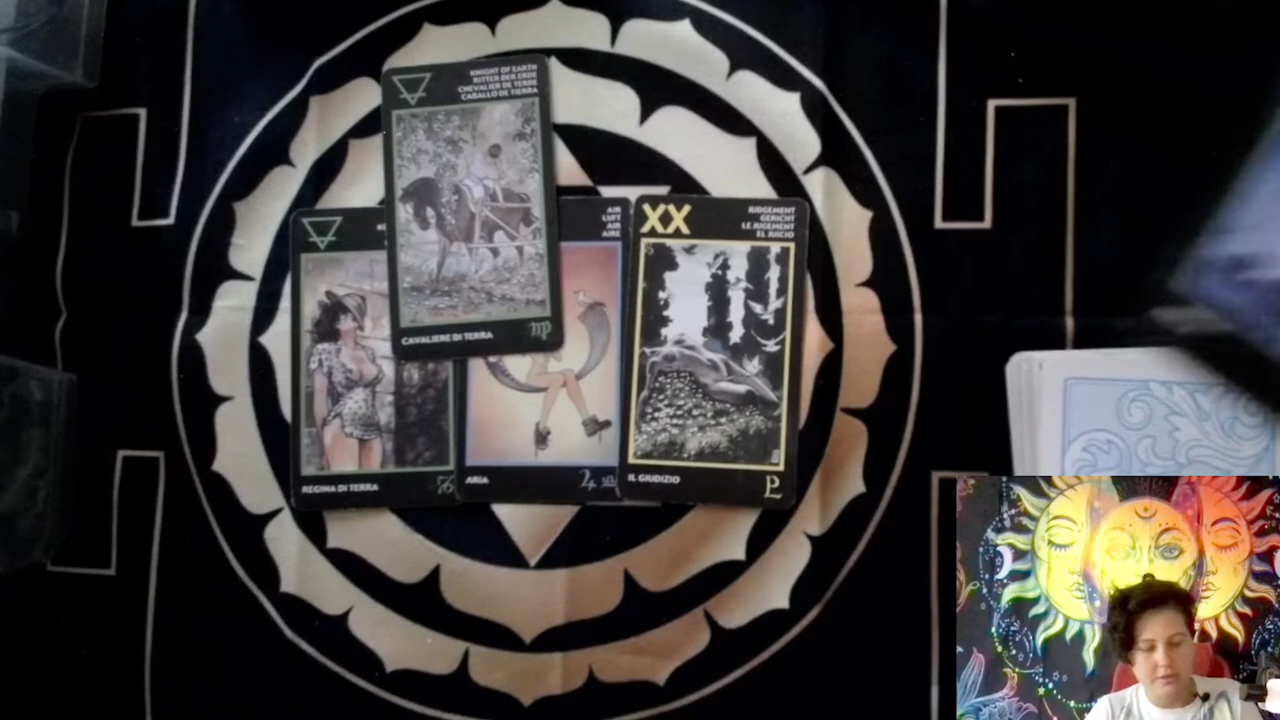 KNIGHT OF EARTH
RITTER DER ERDE
CHEVALIER DE TERRE
CABALLO DE TIERRA
CAVALIERE DI TERRA
REGINA DI TERRA
AIR
LUFT
AIR
AIRE
ARIA
XX
JUDGEMENT
GERICHT
LE JUGEMENT
EL JUICIO
IL GIUDIZIO